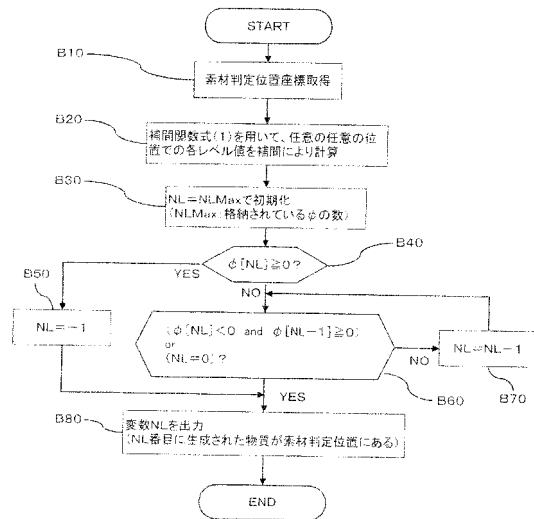 START
B10
素材判定位置座標取得
B20
補間関数式(1)を用いて、任意の任意の位
置での各レベル値を補間により計算
B30
NL=NLMaxで初期化
(NLMax:格納されているφの数)
B40
φ[NL]≧0?
YES
NO
B50
NL=-1
(φ[NL]<0 and φ[NL-1]≧0)
or
(NL=0)?
NO
NL=NL-1
B70
B60
YES
B80
変数NLを出力
(NL番目に生成された物質が素材判定位置にある)
END